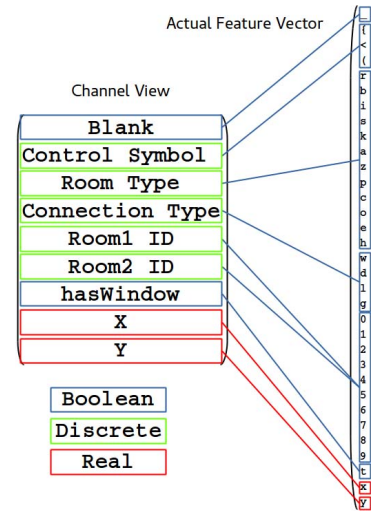 Actual Feature Vector
Channel View
Blank
Control Symbol
Room Type
Connection Type
Room1 ID
Room2 ID
hasWindow
X
Y
Boolean
Discrete
Real
_
{
<
(
r
b
i
s
k
a
z
p
c
o
e
h
w
d
l
g
0
1
2
3
4
5
6
7
8
9
t
x
y